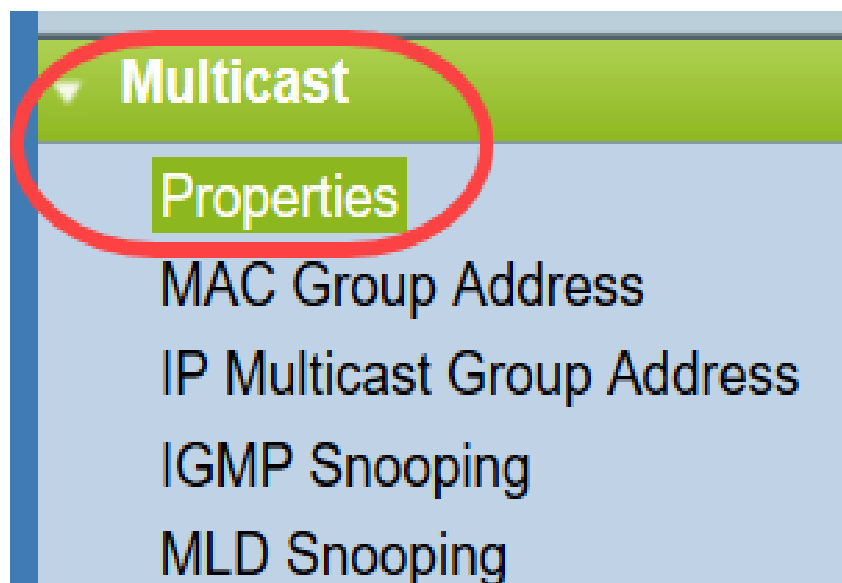 Multicast
Properties
MAC Group Address
IP Multicast Group Address
IGMP Snooping
MLD Snooping